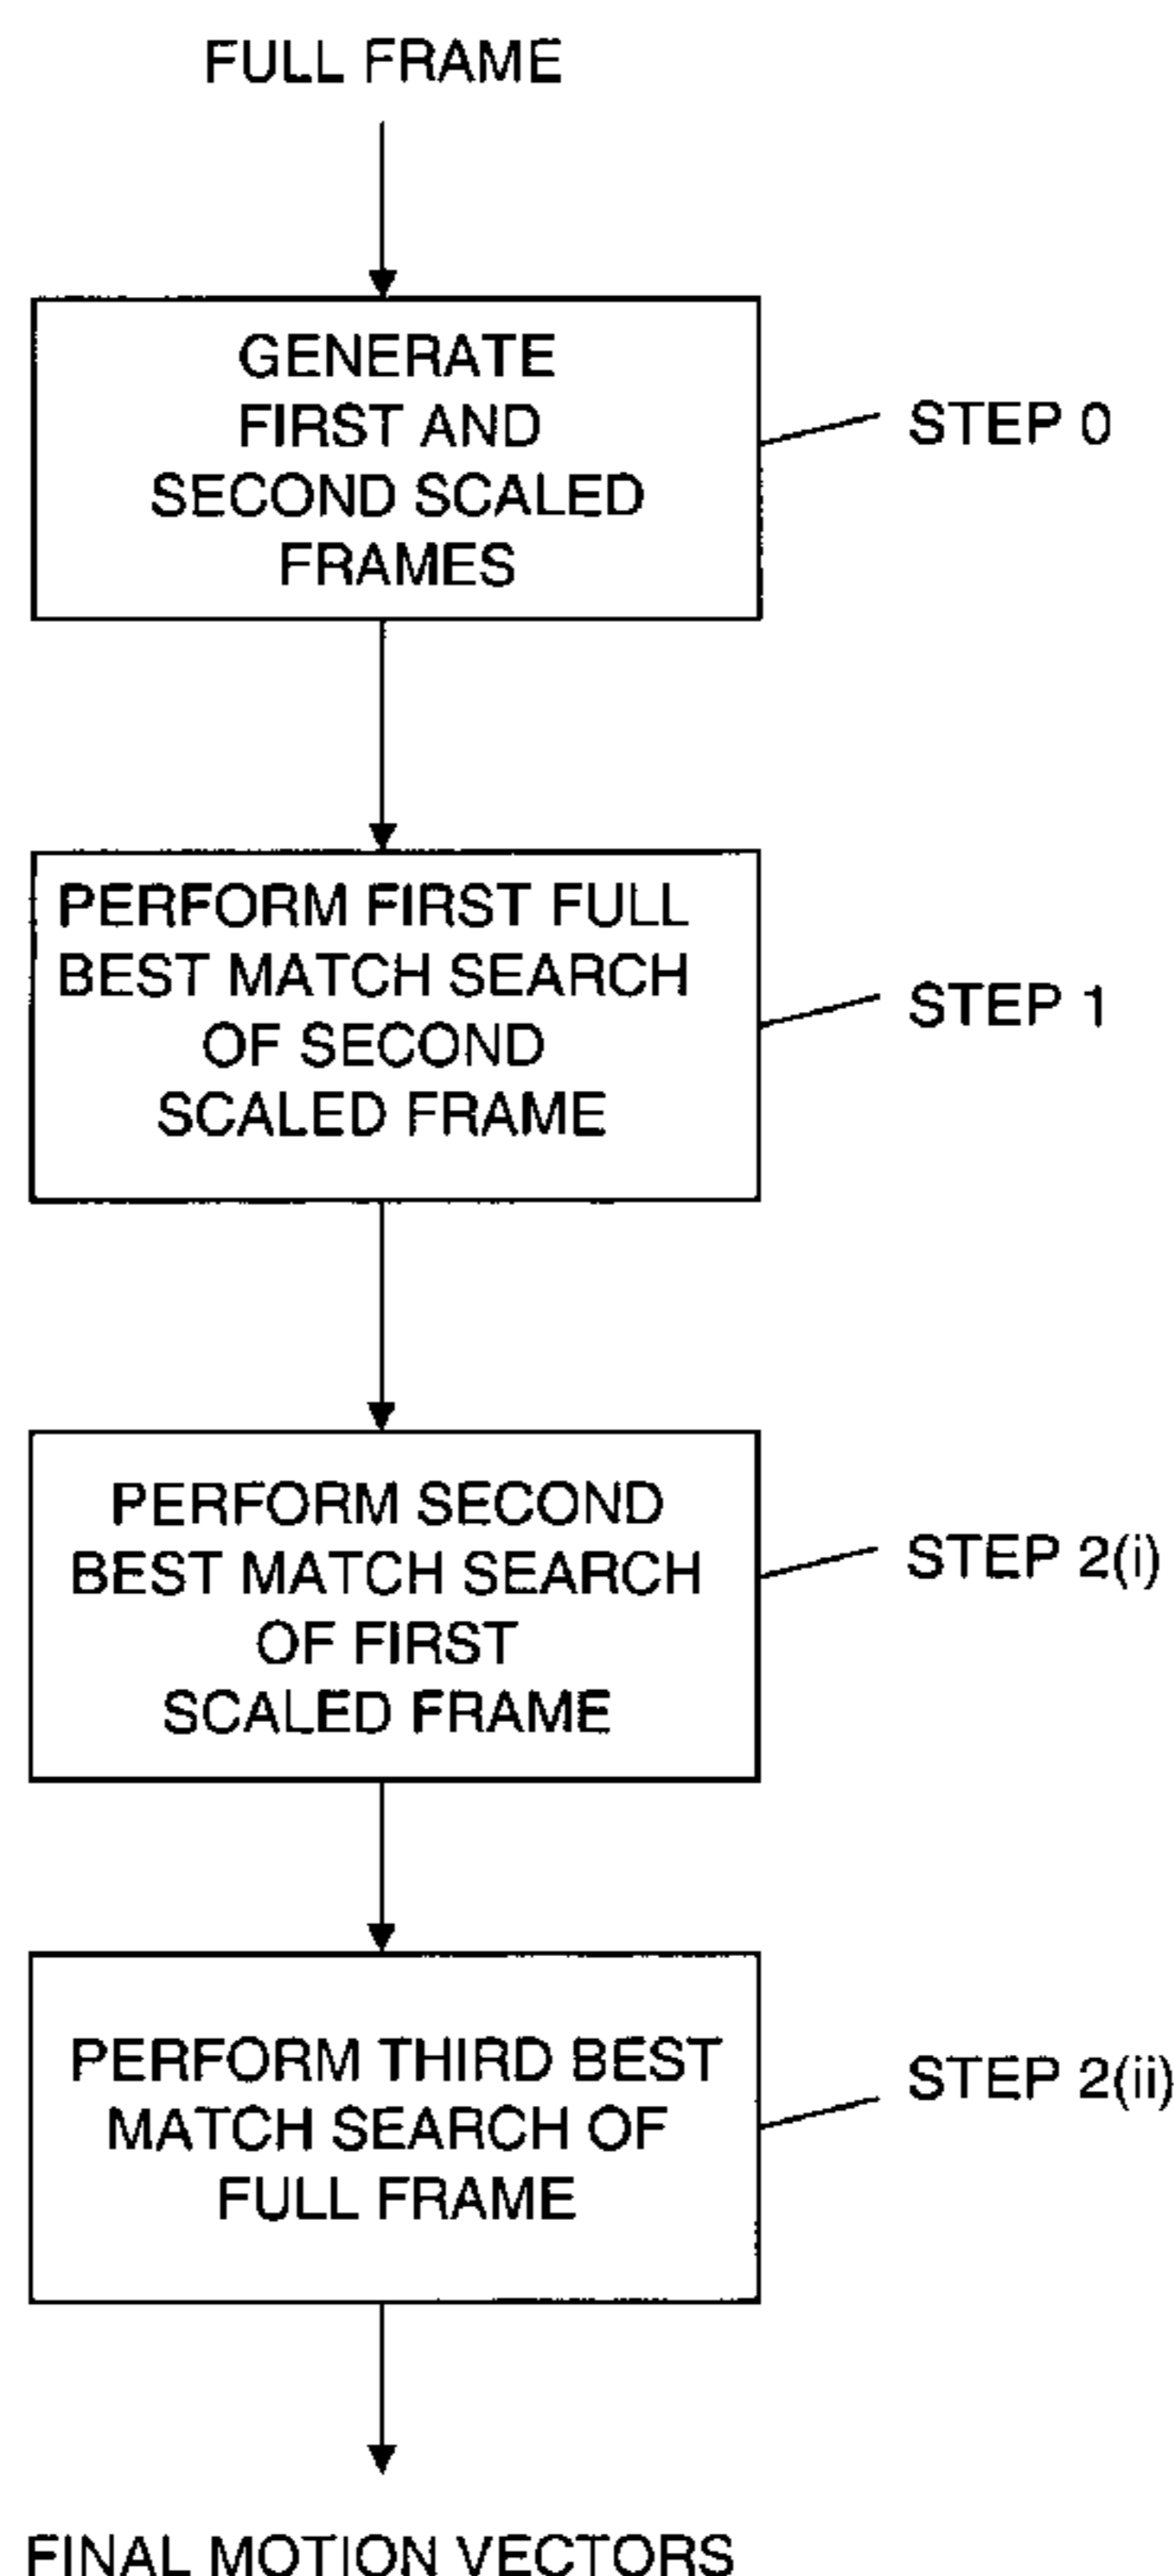 FULL FRAME
GENERATE
FIRST AND
SECOND SCALED
FRAMES
STEP 0
PERFORM FIRST FULL
BEST MATCH SEARCH
OF SECOND
SCALED FRAME
STEP 1
PERFORM SECOND
BEST MATCH SEARCH
OF FIRST
SCALED FRAME
STEP 2(i)
PERFORM THIRD BEST
MATCH SEARCH OF
FULL FRAME
STEP 2(ii)
FINAL MOTION VECTORS